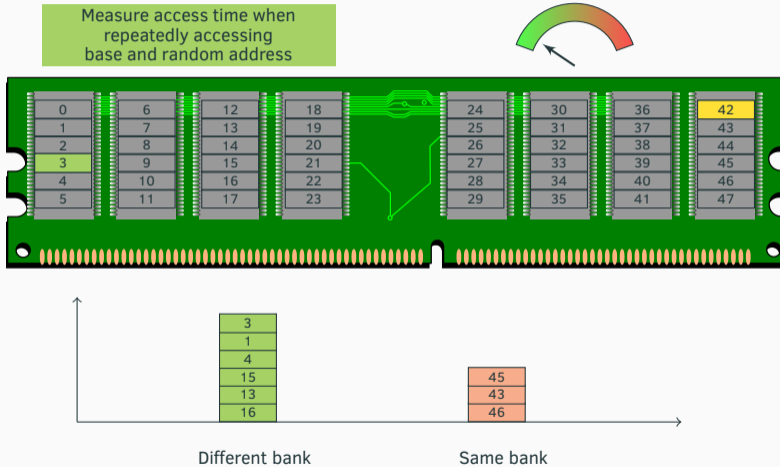 Measure access time when
repeatedly accessing
base and random address
0 6 12 18 24 30 36 42
1 7 13 19 25 31 37 43
2 8 14 20 26 32 38 44
3 9 15 21 27 33 39 45
4 10 16 22 28 34 40 46
5 11 17 23 29 35 41 47
3
1
4
15 45
13 43
16 46
Different bank Same bank